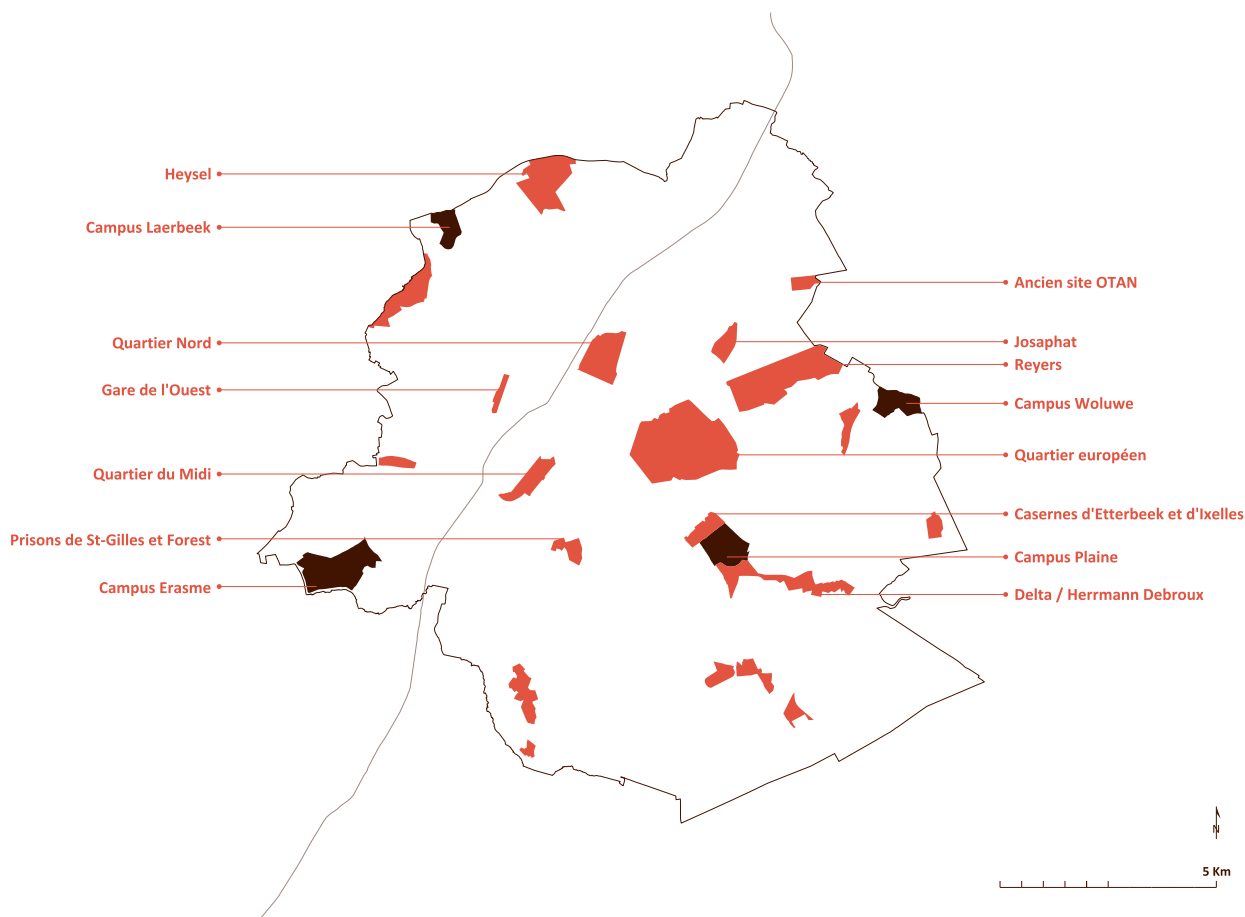 Heysel
Campus Laerbeek
Quartier Nord
Gare de l'Ouest
Quartier du Midi
Prisons de St-Gilles et Forest
Campus Erasme
Ancien site OTAN
Josaphat
Reyers
Campus Woluwe
Quartier européen
Casernes d'Etterbeek et d'Ixelles
Campus Plaine
Delta / Herrmann Debroux
N
5 Km